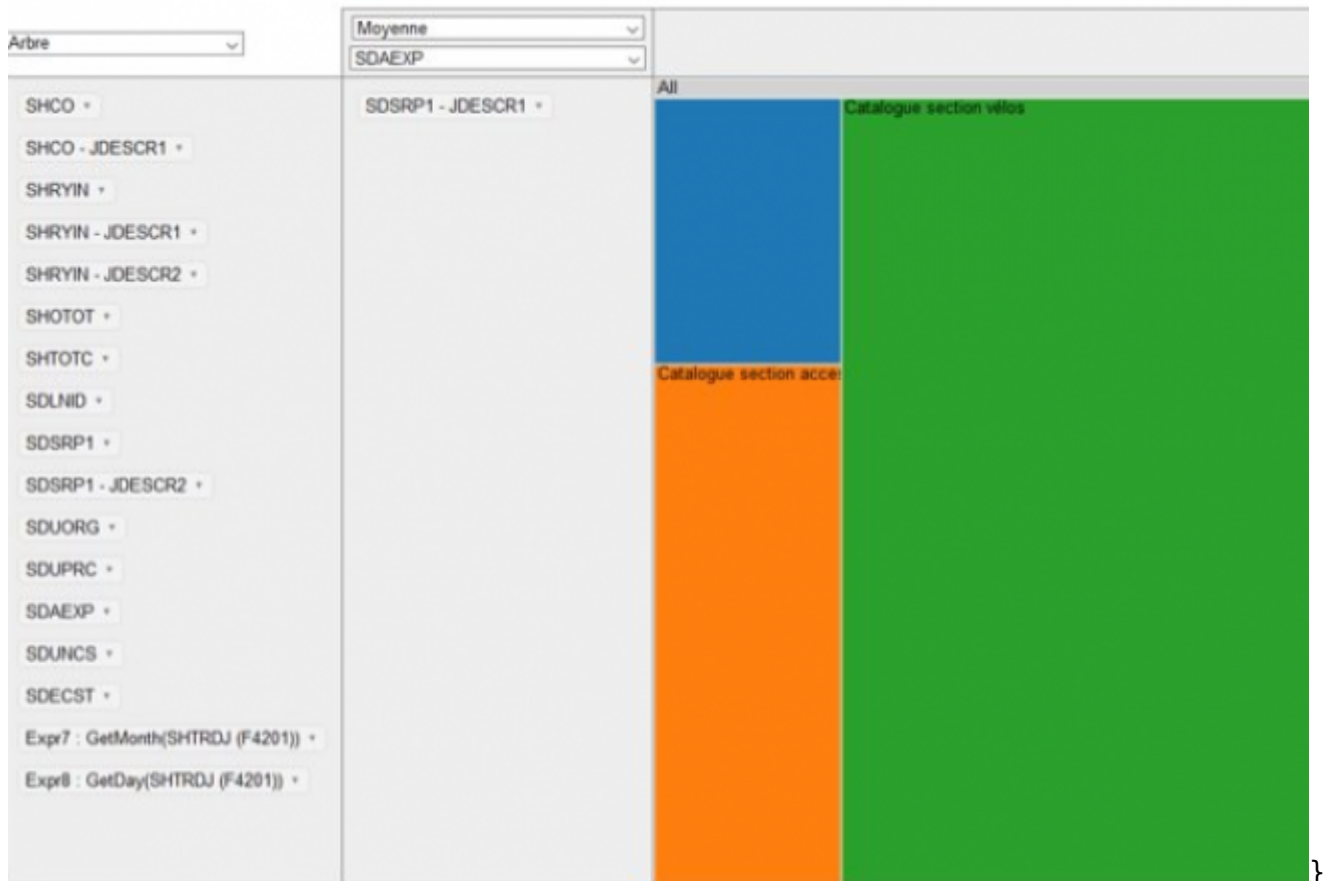 Arbre
Moyenne
SDAEXP
SHCO
SHCO - JDESCR1
SHRYIN
SHRYIN - JDESCR1
SHRYIN - JDESCR2
SHOTOT
SHTOTC
SDLNID
SDSRP1
SDSRP1 - JDESCR2
SDUORG
SDUPRC
SDAEXP
SDUNCS
SDECST
Expr7 : GetMonth(SHTRDJ (F4201))
Expr8 : GetDay(SHTRDJ (F4201))
SDSRP1 - JDESCR1
All
Catalogue section vélos
Catalogue section acces
}